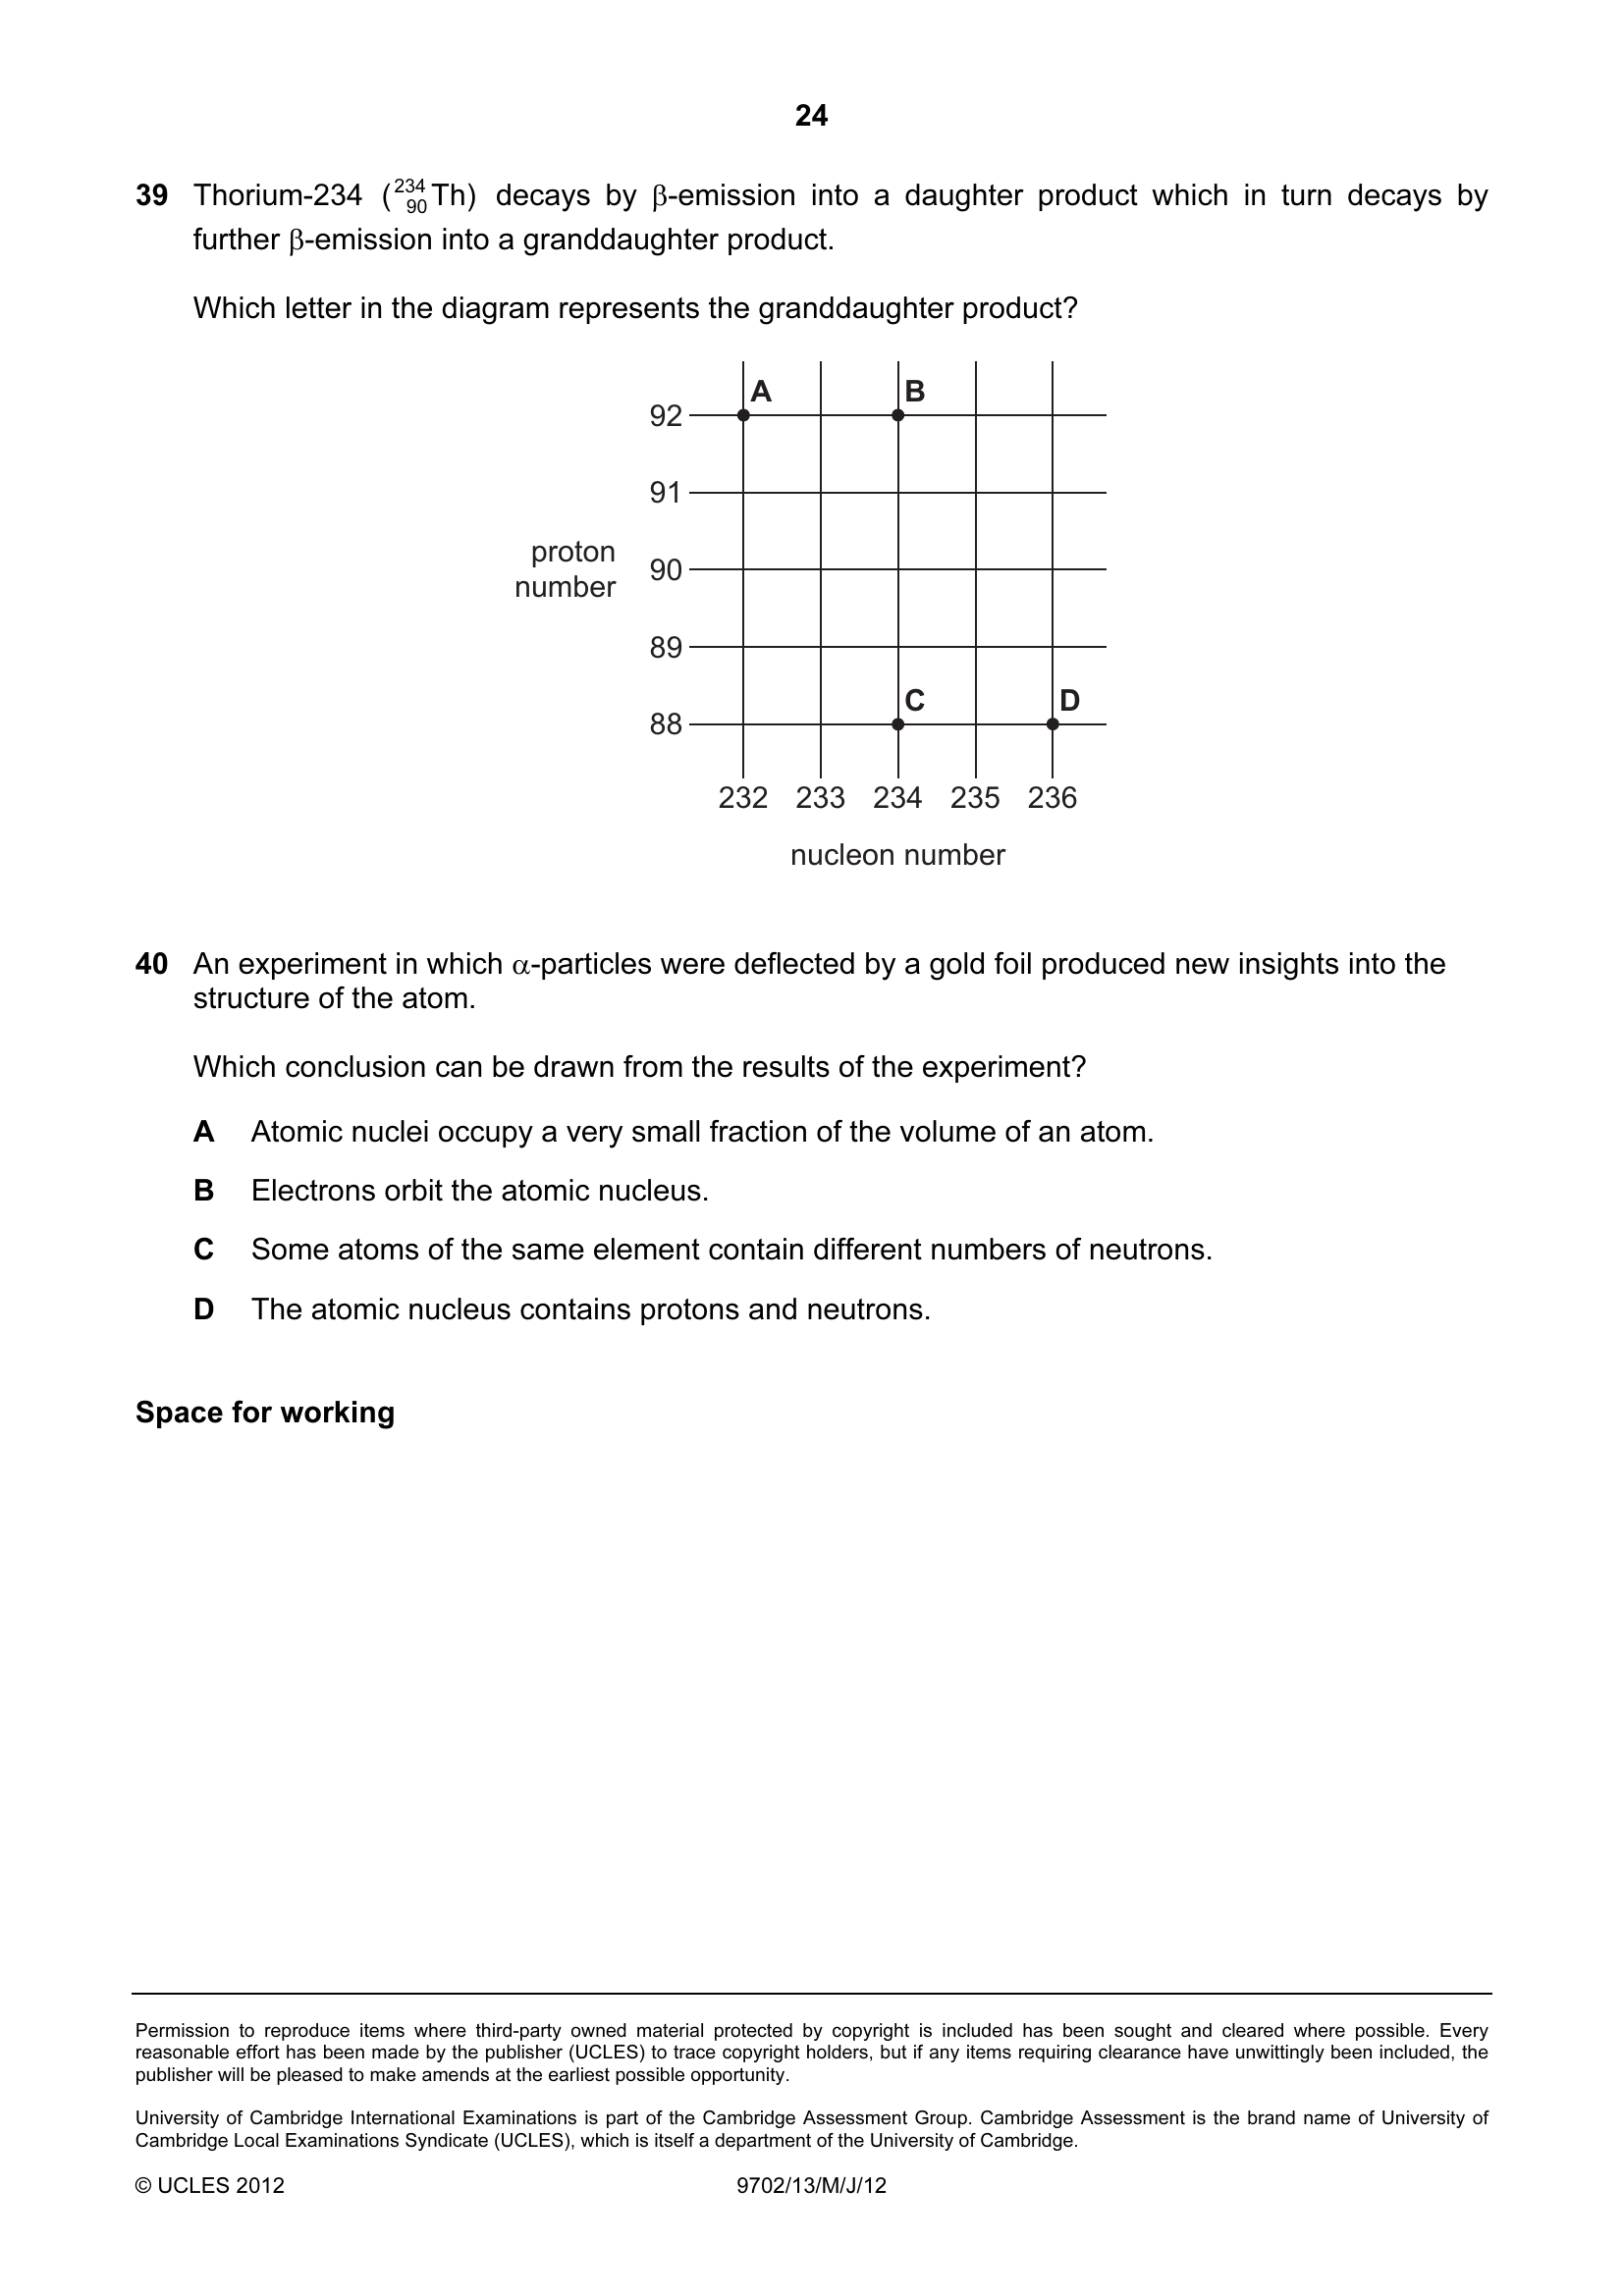 24
39 Thorium-234 (²³⁴₉₀Th) decays by β-emission into a daughter product which in turn decays by
further β-emission into a granddaughter product.
Which letter in the diagram represents the granddaughter product?
A B
92
91
proton
number
90
89
C D
88
232 233 234 235 236
nucleon number
40 An experiment in which α-particles were deflected by a gold foil produced new insights into the
structure of the atom.
Which conclusion can be drawn from the results of the experiment?
A Atomic nuclei occupy a very small fraction of the volume of an atom.
B Electrons orbit the atomic nucleus.
C Some atoms of the same element contain different numbers of neutrons.
D The atomic nucleus contains protons and neutrons.
Space for working
Permission to reproduce items where third-party owned material protected by copyright is included has been sought and cleared where possible. Every
reasonable effort has been made by the publisher (UCLES) to trace copyright holders, but if any items requiring clearance have unwittingly been included, the
publisher will be pleased to make amends at the earliest possible opportunity.
University of Cambridge International Examinations is part of the Cambridge Assessment Group. Cambridge Assessment is the brand name of University of
Cambridge Local Examinations Syndicate (UCLES), which is itself a department of the University of Cambridge.
© UCLES 2012 9702/13/M/J/12